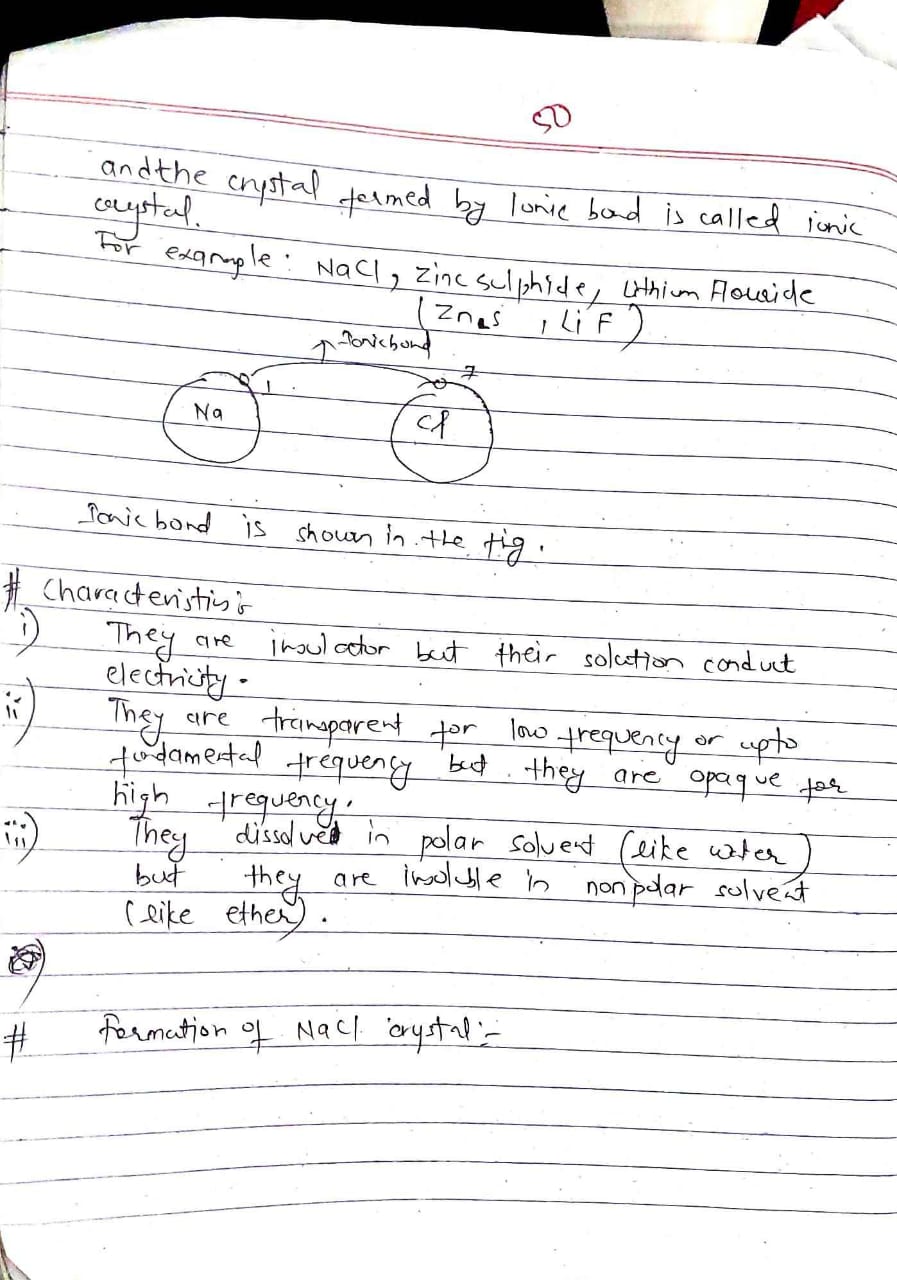 50
and the crystal formed by Ionic bond is called ionic
crystal.
For example: NaCl, Zinc sulphide, Lithium Flouride
(ZnS, LiF)
Ionic bond
1
7
Na
Cl
Ionic bond is shown in the fig.
# Characteristics
i) They are insulator but their solution conduct
electricity.
ii) They are transparent for low frequency or upto
fundamental frequency but they are opaque for
high frequency.
iii) They dissolved in polar solvent (like water)
but they are insoluble in nonpolar solvent
(like ether).
# Formation of NaCl crystal:-